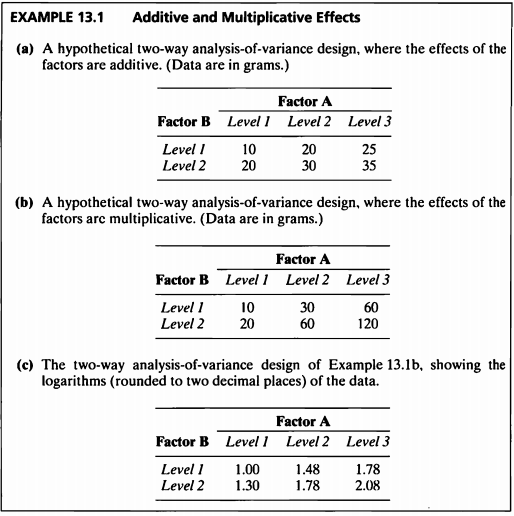 EXAMPLE 13.1 Additive and Multiplicative Effects
(a) A hypothetical two-way analysis-of-variance design, where the effects of the
factors are additive. (Data are in grams.)
Factor A
Factor B Level 1 Level 2 Level 3
Level 1 10 20 25
Level 2 20 30 35
(b) A hypothetical two-way analysis-of-variance design, where the effects of the
factors are multiplicative. (Data are in grams.)
Factor A
Factor B Level 1 Level 2 Level 3
Level 1 10 30 60
Level 2 20 60 120
(c) The two-way analysis-of-variance design of Example 13.1b, showing the
logarithms (rounded to two decimal places) of the data.
Factor A
Factor B Level 1 Level 2 Level 3
Level 1 1.00 1.48 1.78
Level 2 1.30 1.78 2.08